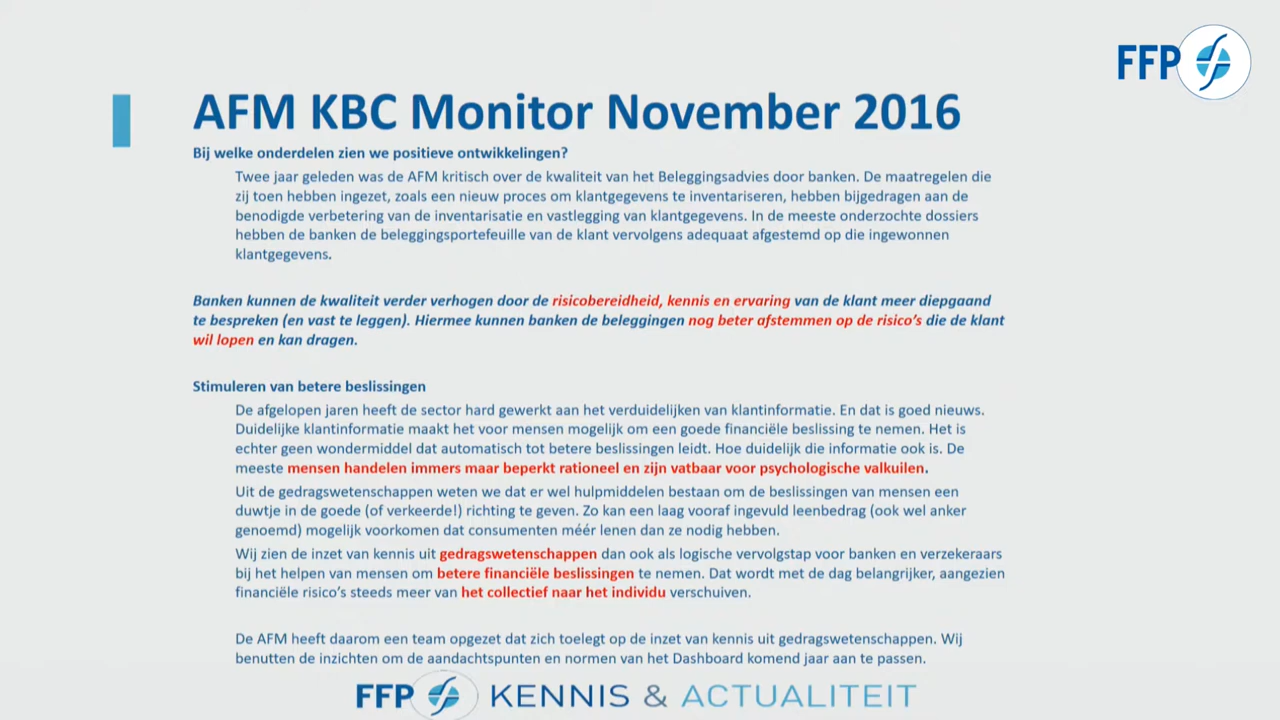 FFP
AFM KBC Monitor November 2016
Bij welke onderdelen zien we positieve ontwikkelingen?
Twee jaar geleden was de AFM kritisch over de kwaliteit van het Beleggingsadvies door banken. De maatregelen die
zij toen hebben ingezet, zoals een nieuw proces om klantgegevens te inventariseren, hebben bijgedragen aan de
benodigde verbetering van de inventarisatie en vastlegging van klantgegevens. In de meeste onderzochte dossiers
hebben de banken de beleggingsportefeuille van de klant vervolgens adequaat afgestemd op die ingewonnen
klantgegevens.
Banken kunnen de kwaliteit verder verhogen door de risicobereidheid, kennis en ervaring van de klant meer diepgaand
te bespreken (en vast te leggen). Hiermee kunnen banken de beleggingen nog beter afstemmen op de risico's die de klant
wil lopen en kan dragen.
Stimuleren van betere beslissingen
De afgelopen jaren heeft de sector hard gewerkt aan het verduidelijken van klantinformatie. En dat is goed nieuws.
Duidelijke klantinformatie maakt het voor mensen mogelijk om een goede financiële beslissing te nemen. Het is
echter geen wondermiddel dat automatisch tot betere beslissingen leidt. Hoe duidelijk die informatie ook is. De
meeste mensen handelen immers maar beperkt rationeel en zijn vatbaar voor psychologische valkuilen.
Uit de gedragswetenschappen weten we dat er wel hulpmiddelen bestaan om de beslissingen van mensen een
duwtje in de goede (of verkeerde!) richting te geven. Zo kan een laag vooraf ingevuld leenbedrag (ook wel anker
genoemd) mogelijk voorkomen dat consumenten méér lenen dan ze nodig hebben.
Wij zien de inzet van kennis uit gedragswetenschappen dan ook als logische vervolgstap voor banken en verzekeraars
bij het helpen van mensen om betere financiële beslissingen te nemen. Dat wordt met de dag belangrijker, aangezien
financiële risico's steeds meer van het collectief naar het individu verschuiven.
De AFM heeft daarom een team opgezet dat zich toelegt op de inzet van kennis uit gedragswetenschappen. Wij
benutten de inzichten om de aandachtspunten en normen van het Dashboard komend jaar aan te passen.
FFP KENNIS & ACTUALITEIT